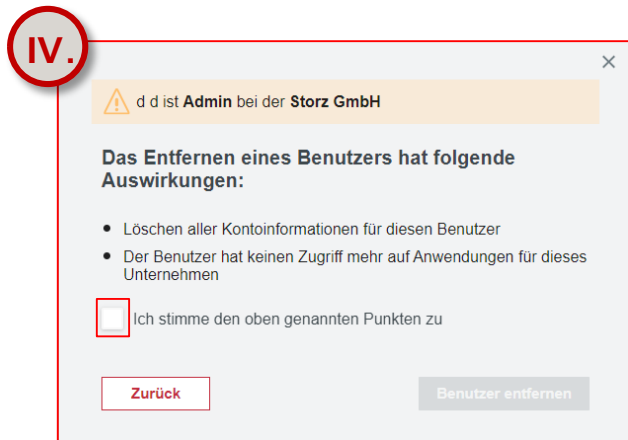 IV.
d d ist Admin bei der Storz GmbH
Das Entfernen eines Benutzers hat folgende
Auswirkungen:
• Löschen aller Kontoinformationen für diesen Benutzer
• Der Benutzer hat keinen Zugriff mehr auf Anwendungen für dieses
Unternehmen
Ich stimme den oben genannten Punkten zu
Zurück
Benutzer entfernen